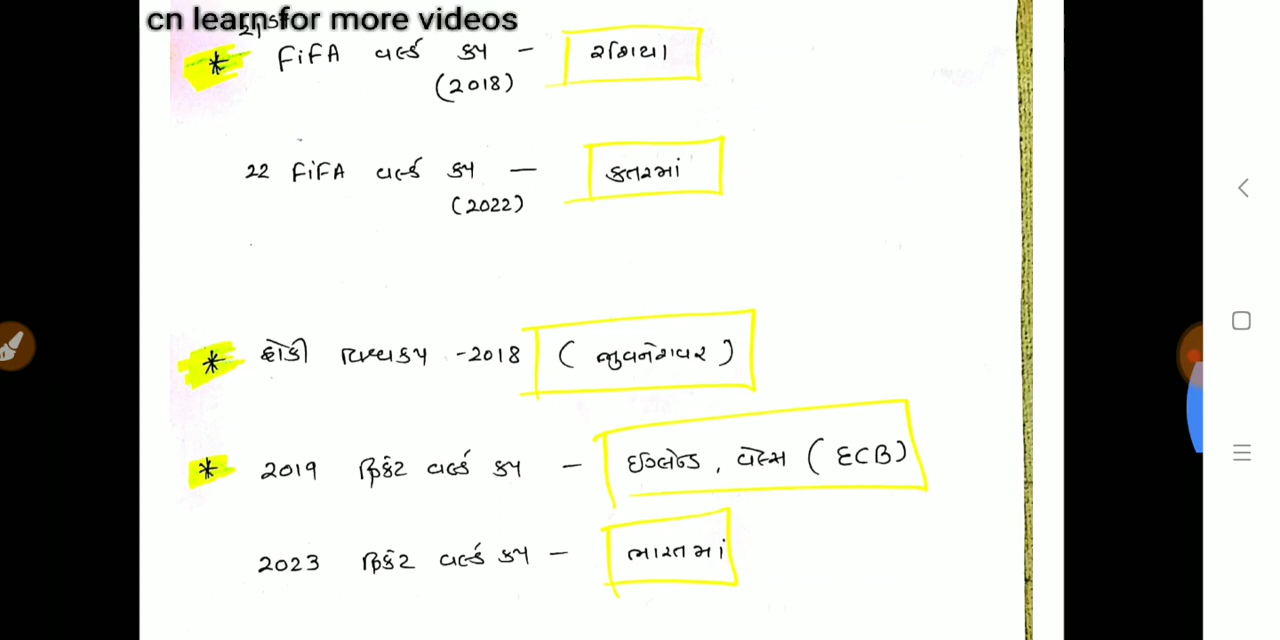 cn learn for more videos
* FiFA વર્લ્ડ કપ - રશિયા
(2018)
22 FiFA વર્લ્ડ કપ - કતારમાં
(2022)
* હોકી વિશ્વકપ - 2018 (ભુવનેશ્વર)
* 2019 ક્રિકેટ વર્લ્ડ કપ - ઇંગ્લેન્ડ, વેલ્સ (ECB)
2023 ક્રિકેટ વર્લ્ડ કપ - ભારતમાં